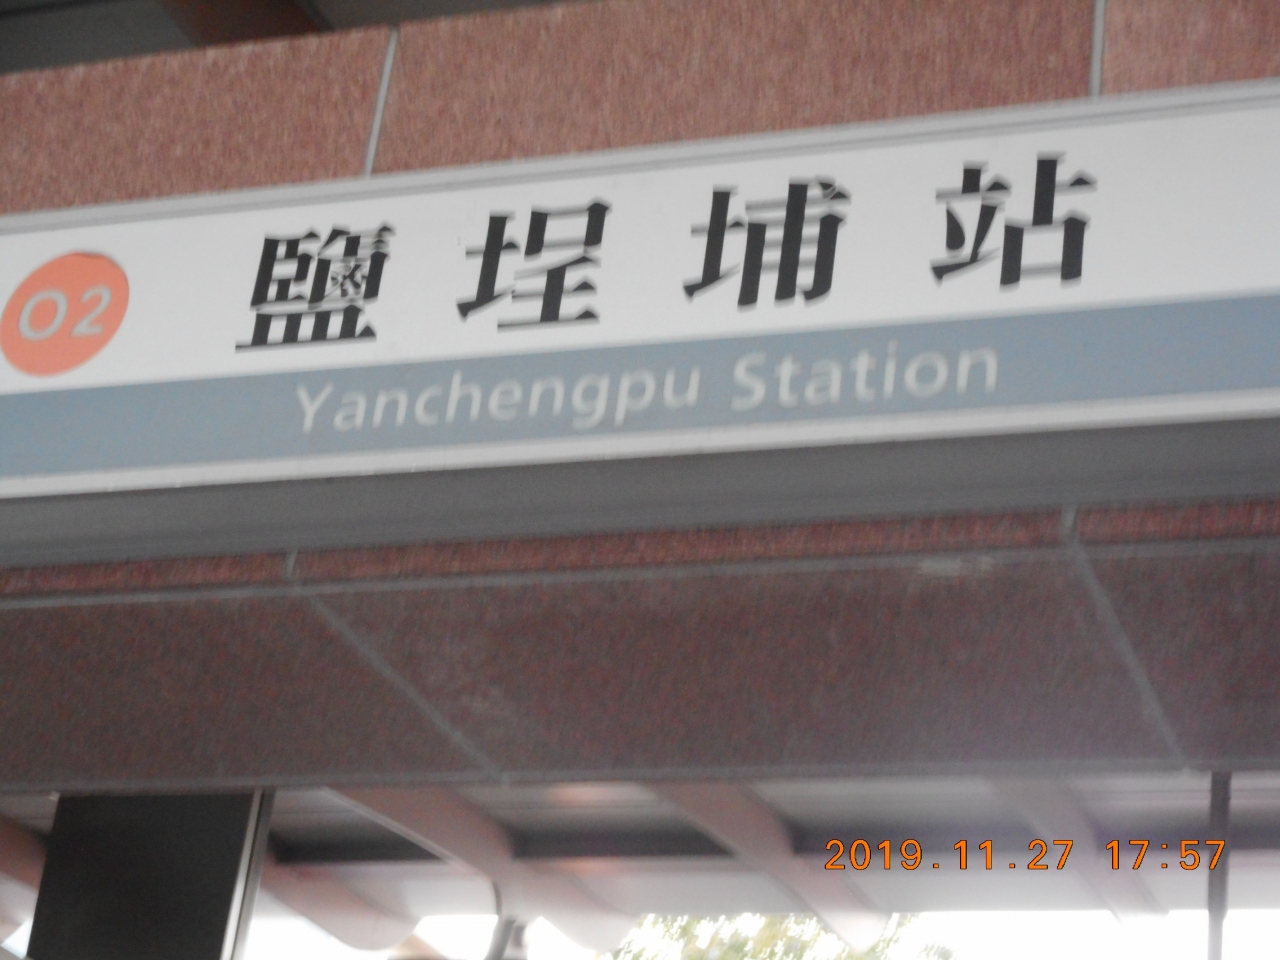 O2
鹽埕埔站
Yanchengpu Station
2019.11.27 17:57